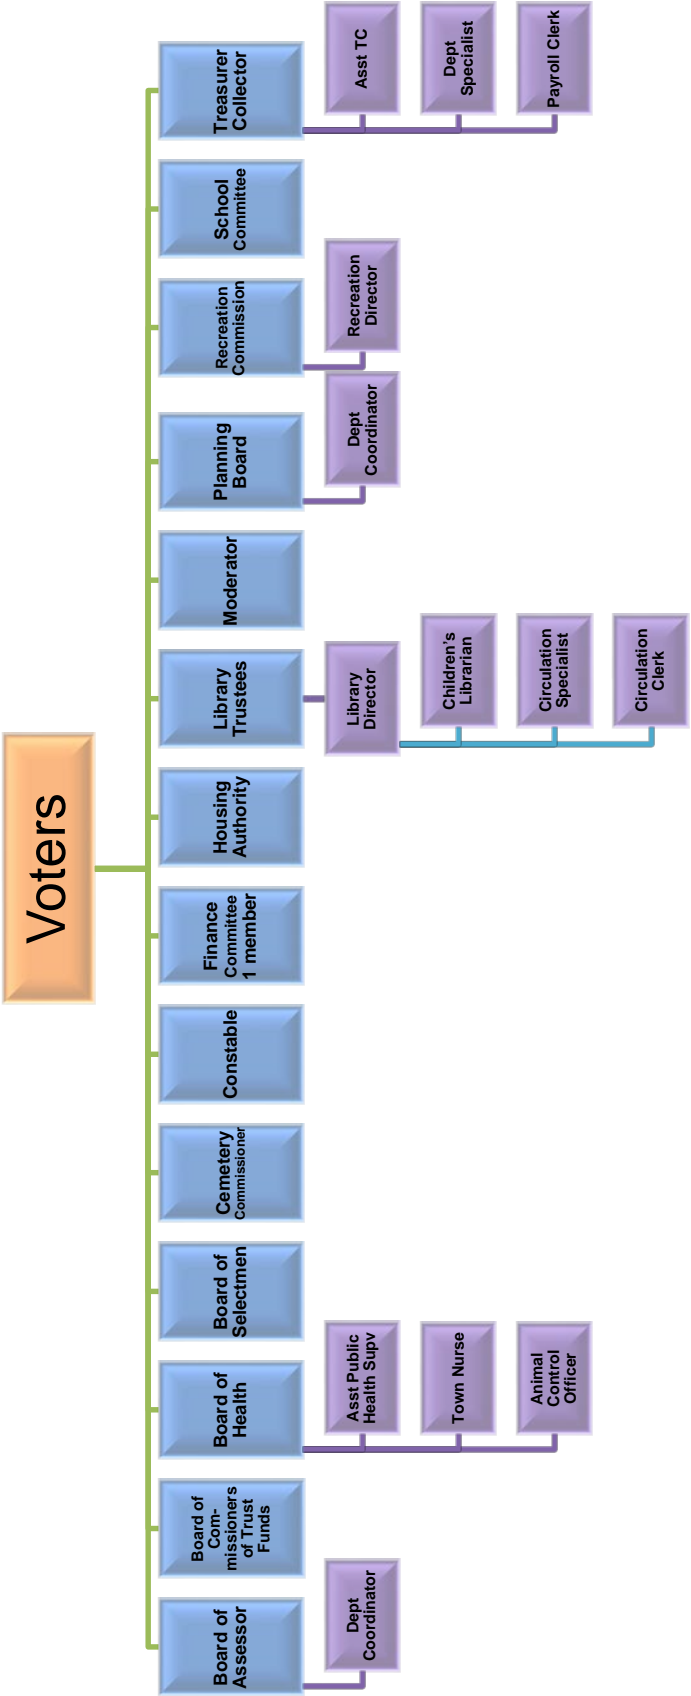 Voters
Board of
Assessor
Board of
Com-
missioners
of Trust
Funds
Board of
Health
Board of
Selectmen
Cemetery
Commissioner
Constable
Finance
Committee
1 member
Housing
Authority
Library
Trustees
Moderator
Planning
Board
Recreation
Commission
School
Committee
Treasurer
Collector
Dept
Coordinator
Asst Public
Health Supv
Town Nurse
Animal
Control
Officer
Library
Director
Children's
Librarian
Circulation
Specialist
Circulation
Clerk
Dept
Coordinator
Recreation
Director
Asst TC
Dept
Specialist
Payroll Clerk